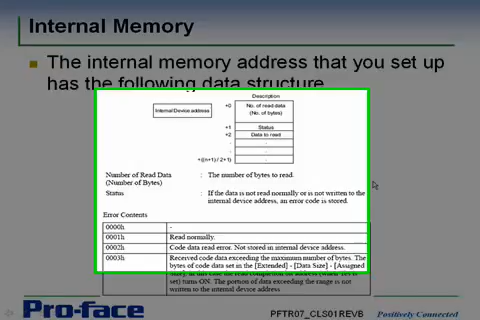 Internal Memory
The internal memory address that you set up
has the following data structure
Description
Internal Device address
+0
No. of read data
(No. of bytes)
+1
Status
+2
Data to read
+((n+1) / 2+1)
Number of Read Data
(Number of Bytes)
: The number of bytes to read.
Status
: If the data is not read normally or is not written to the
internal device address, an error code is stored.
Error Contents
0000h
-
0001h
Read normally.
0002h
Code data read error. Not stored in internal device address.
0003h
Received code data exceeding the maximum number of bytes. The
bytes of code data set in the [Extended] - [Data Size] - [Assigned
set) turns ON. The portion of data exceeding the range is not
written to the internal device address
Pro-face
PFTR07_CLS01REVB
Positively Connected